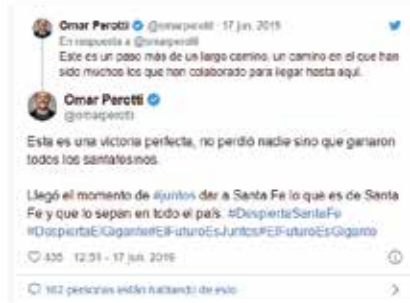 Omar Perotti @omarperotti · 17 jun. 2019
En respuesta a @omarperotti
Este es un paso más de un largo camino, un camino en el que han
sido muchos los que han colaborado para llegar hasta aquí.
Omar Perotti
@omarperotti
Esta es una victoria perfecta, no perdió nadie sino que ganaron
todos los santafesinos.
Llegó el momento de #juntos dar a Santa Fe lo que es de Santa
Fe y que lo sepan en todo el país. #DespiertaSantaFe
#DespiertaElGigante#ElFuturoEsJuntos#ElFuturoEsGigante
435 12:51 - 17 jun. 2019
162 personas están hablando de esto